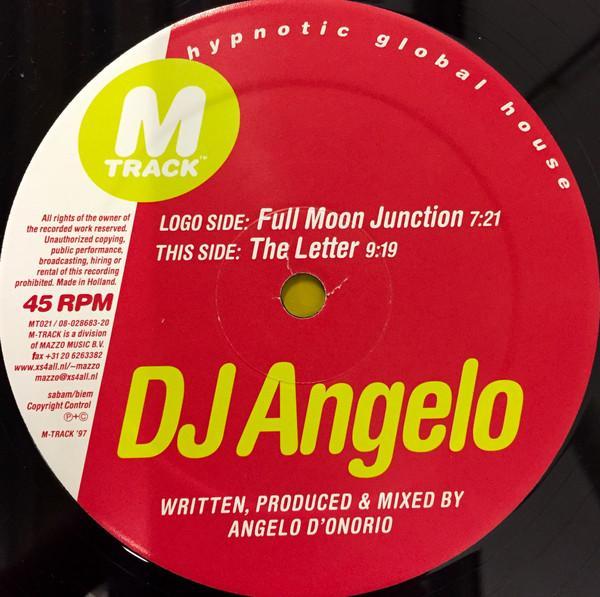 hypnotic global house
M
TRACK™
LOGO SIDE: Full Moon Junction 7:21
THIS SIDE: The Letter 9:19
All rights of the owner of
the recorded work reserved.
Unauthorized copying,
public performance,
broadcasting, hiring or
rental of this recording
prohibited. Made in Holland.
45 RPM
MT021 / 08-028683-20
M-TRACK is a division
of MAZZO MUSIC B.V.
fax +31 20 6263382
www.xs4all.nl/~mazzo
mazzo@xs4all.nl
sabam/biem
Copyright Control
Ⓟ+©
M-TRACK '97
DJ Angelo
WRITTEN, PRODUCED & MIXED BY
ANGELO D'ONORIO